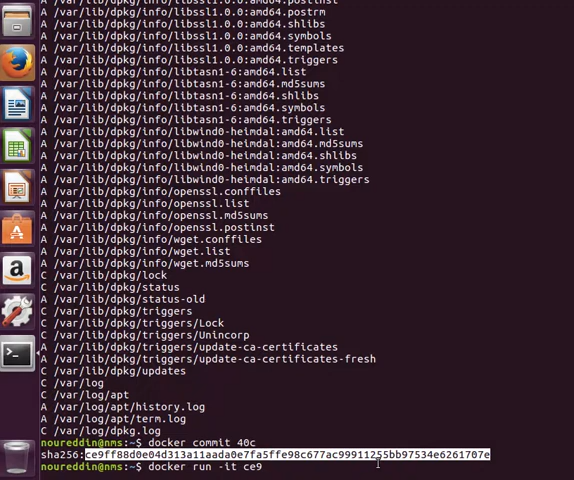 A /var/lib/dpkg/info/libssl1.0.0:amd64.postinst
A /var/lib/dpkg/info/libssl1.0.0:amd64.postrm
A /var/lib/dpkg/info/libssl1.0.0:amd64.shlibs
A /var/lib/dpkg/info/libssl1.0.0:amd64.symbols
A /var/lib/dpkg/info/libssl1.0.0:amd64.templates
A /var/lib/dpkg/info/libssl1.0.0:amd64.triggers
A /var/lib/dpkg/info/libtasn1-6:amd64.list
A /var/lib/dpkg/info/libtasn1-6:amd64.md5sums
A /var/lib/dpkg/info/libtasn1-6:amd64.shlibs
A /var/lib/dpkg/info/libtasn1-6:amd64.symbols
A /var/lib/dpkg/info/libtasn1-6:amd64.triggers
A /var/lib/dpkg/info/libwind0-heimdal:amd64.list
A /var/lib/dpkg/info/libwind0-heimdal:amd64.md5sums
A /var/lib/dpkg/info/libwind0-heimdal:amd64.shlibs
A /var/lib/dpkg/info/libwind0-heimdal:amd64.symbols
A /var/lib/dpkg/info/libwind0-heimdal:amd64.triggers
A /var/lib/dpkg/info/openssl.conffiles
A /var/lib/dpkg/info/openssl.list
A /var/lib/dpkg/info/openssl.md5sums
A /var/lib/dpkg/info/openssl.postinst
A /var/lib/dpkg/info/wget.conffiles
A /var/lib/dpkg/info/wget.list
A /var/lib/dpkg/info/wget.md5sums
C /var/lib/dpkg/lock
C /var/lib/dpkg/status
C /var/lib/dpkg/status-old
C /var/lib/dpkg/triggers
C /var/lib/dpkg/triggers/Lock
C /var/lib/dpkg/triggers/Unincorp
A /var/lib/dpkg/triggers/update-ca-certificates
A /var/lib/dpkg/triggers/update-ca-certificates-fresh
C /var/lib/dpkg/updates
C /var/log
C /var/log/apt
A /var/log/apt/history.log
A /var/log/apt/term.log
C /var/log/dpkg.log
noureddin@nms:~$ docker commit 40c
sha256:ce9ff88d0e04d313a11aada0e7fa5ffe98c677ac99911255bb97534e6261707e
noureddin@nms:~$ docker run -it ce9